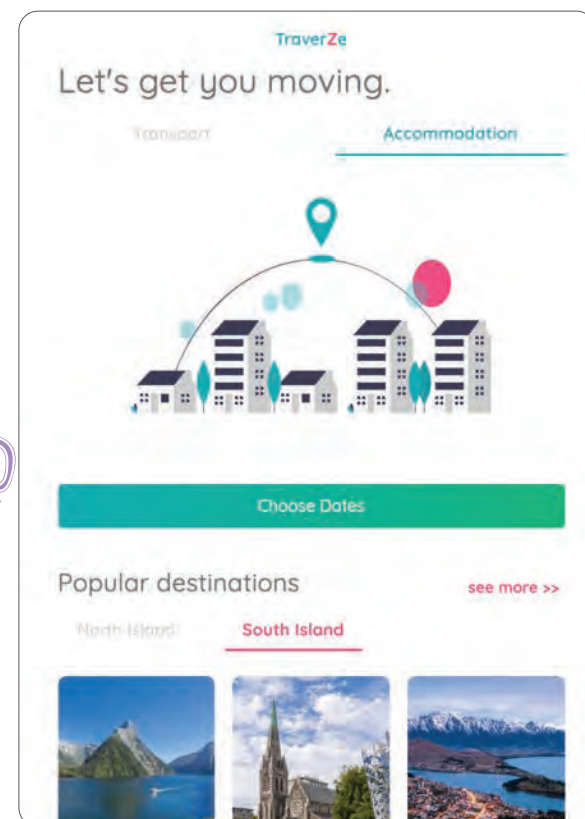 TraverZe
Let's get you moving.
Transport
Accommodation
Choose Dates
Popular destinations
see more >>
North Island
South Island